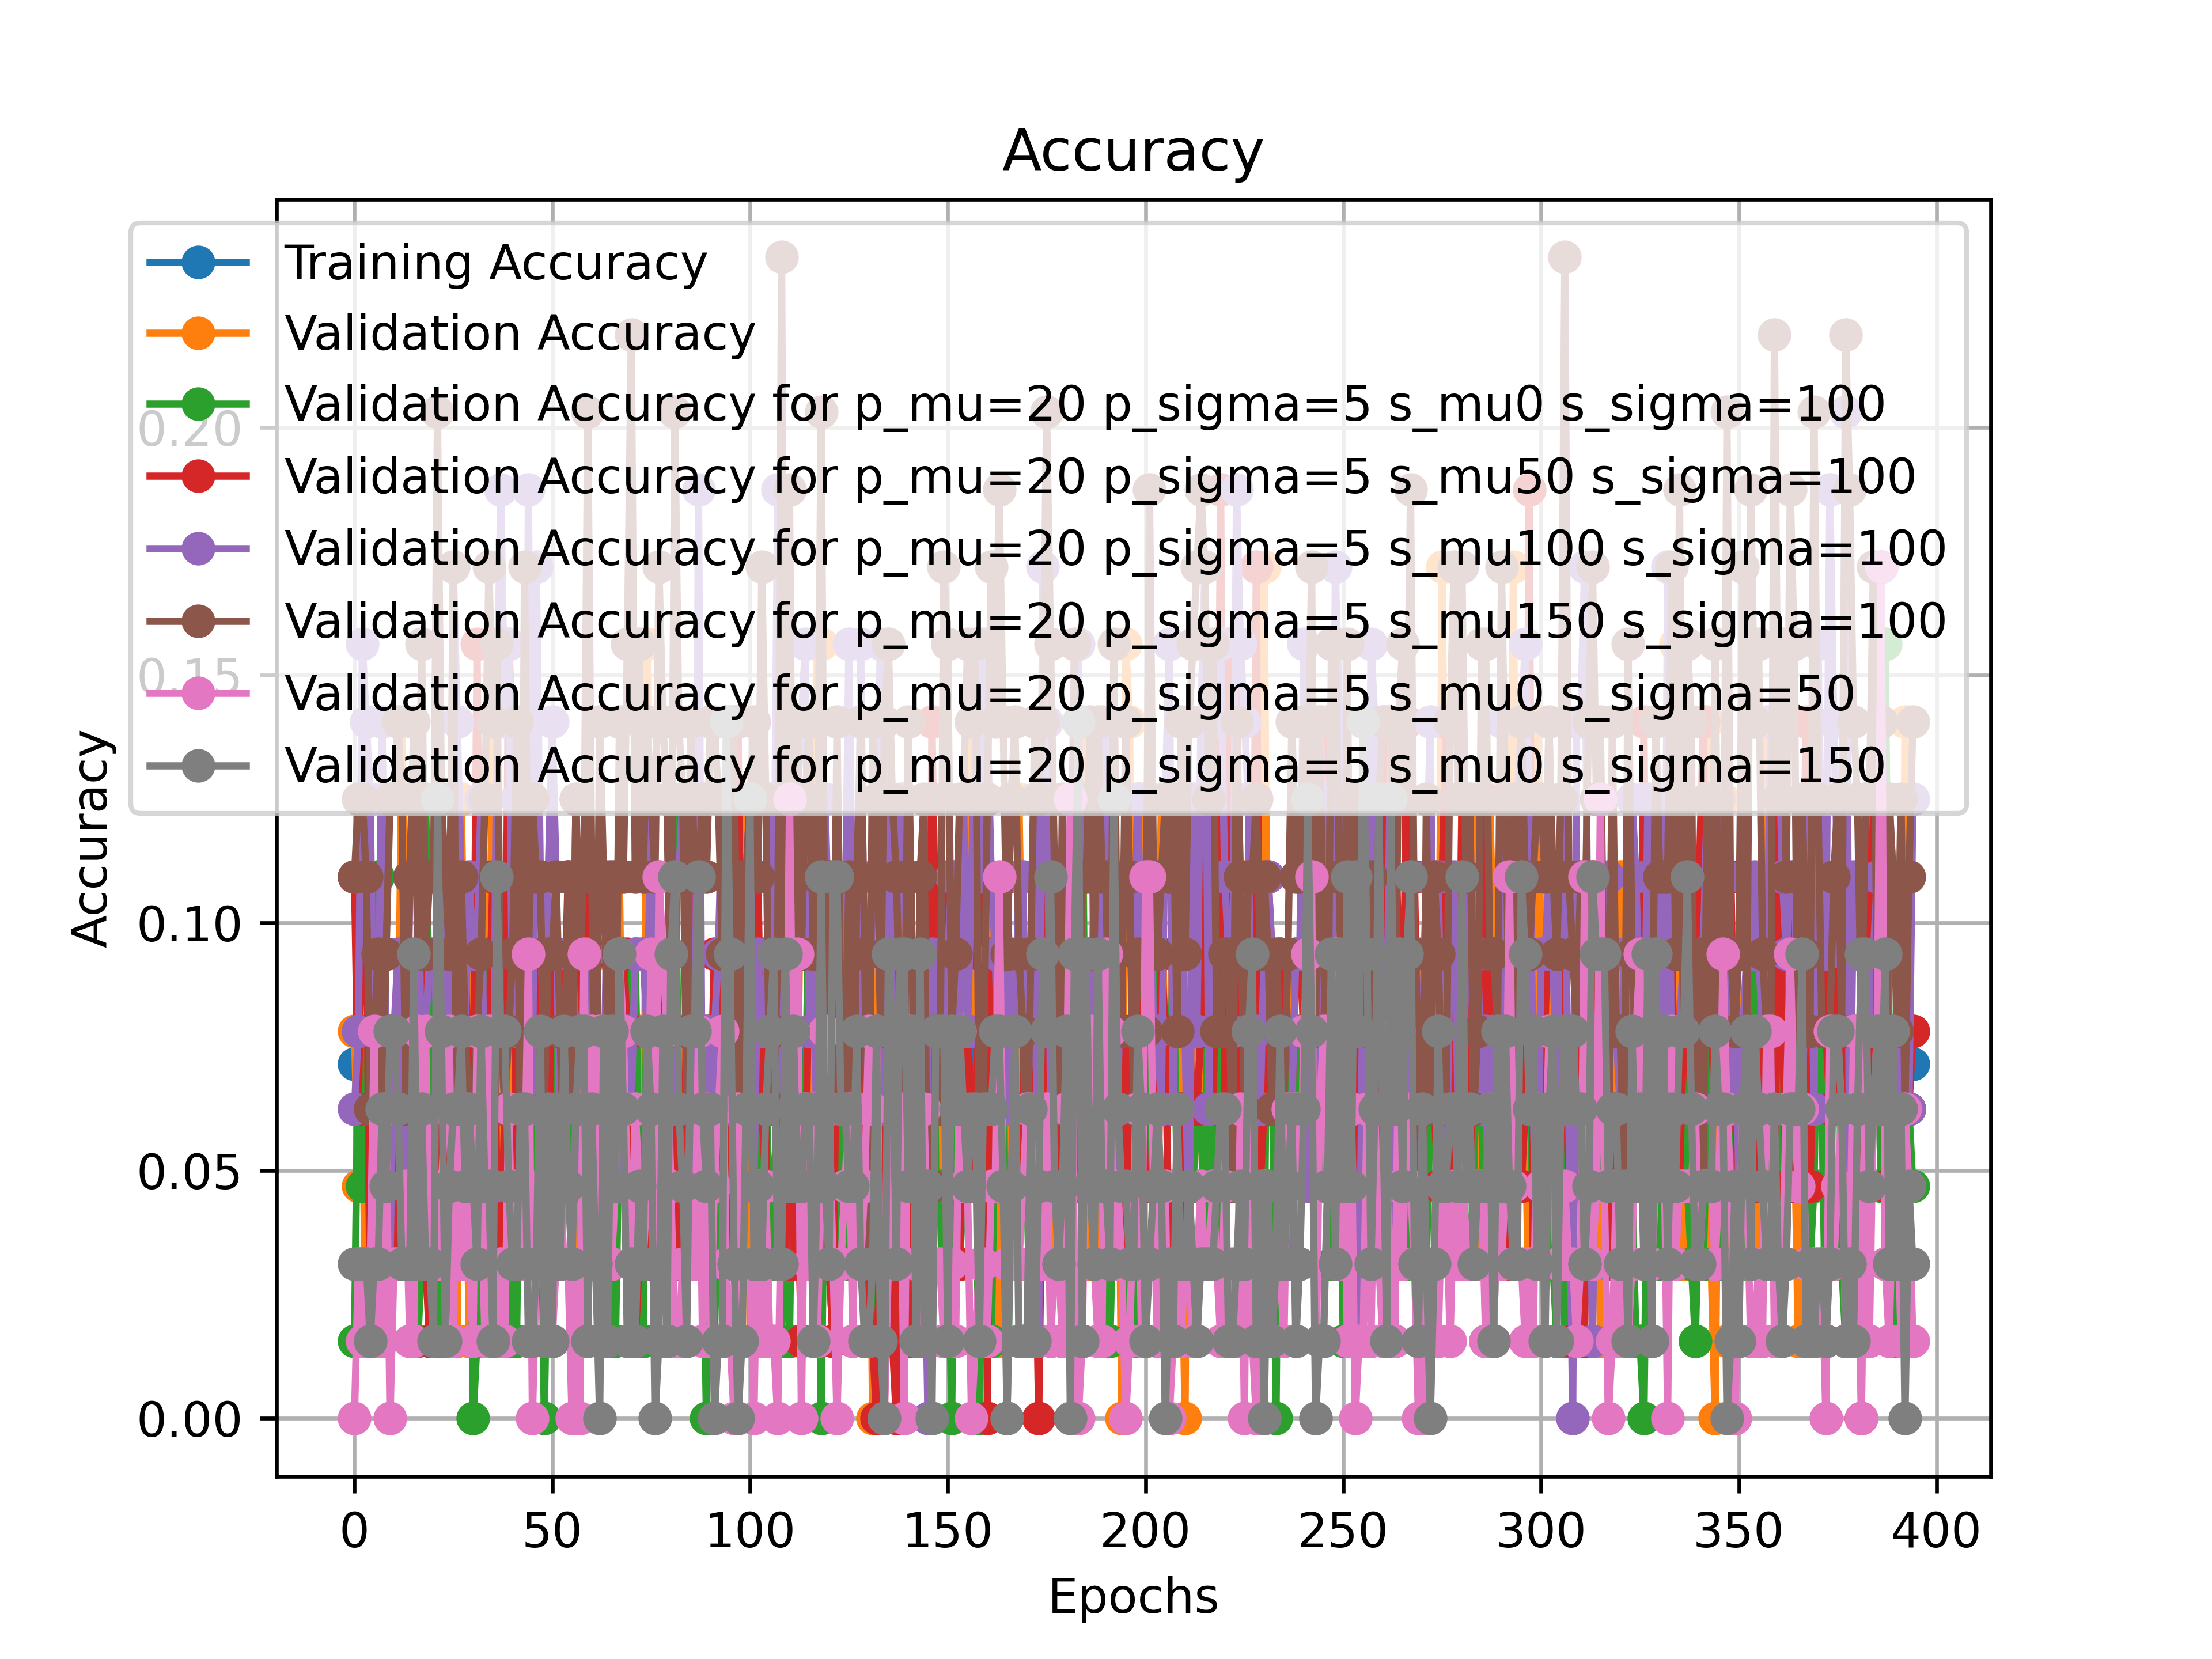 Accuracy
Training Accuracy
Validation Accuracy
Validation Accuracy for p_mu=20 p_sigma=5 s_mu0 s_sigma=100
Validation Accuracy for p_mu=20 p_sigma=5 s_mu50 s_sigma=100
Validation Accuracy for p_mu=20 p_sigma=5 s_mu100 s_sigma=100
Validation Accuracy for p_mu=20 p_sigma=5 s_mu150 s_sigma=100
Validation Accuracy for p_mu=20 p_sigma=5 s_mu0 s_sigma=50
Validation Accuracy for p_mu=20 p_sigma=5 s_mu0 s_sigma=150
0.20
0.15
0.10
0.05
0.00
Accuracy
0 50 100 150 200 250 300 350 400
Epochs